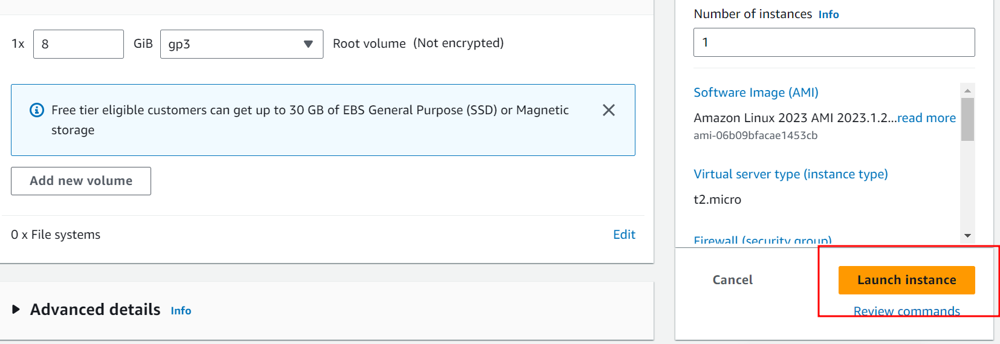 1x 8 GiB gp3 Root volume (Not encrypted)
Free tier eligible customers can get up to 30 GB of EBS General Purpose (SSD) or Magnetic
storage
Add new volume
0 x File systems Edit
Advanced details Info
Number of instances Info
1
Software Image (AMI)
Amazon Linux 2023 AMI 2023.1.2...read more
ami-06b09bfacae1453cb
Virtual server type (instance type)
t2.micro
Firewall (security group)
Cancel Launch instance
Review commands